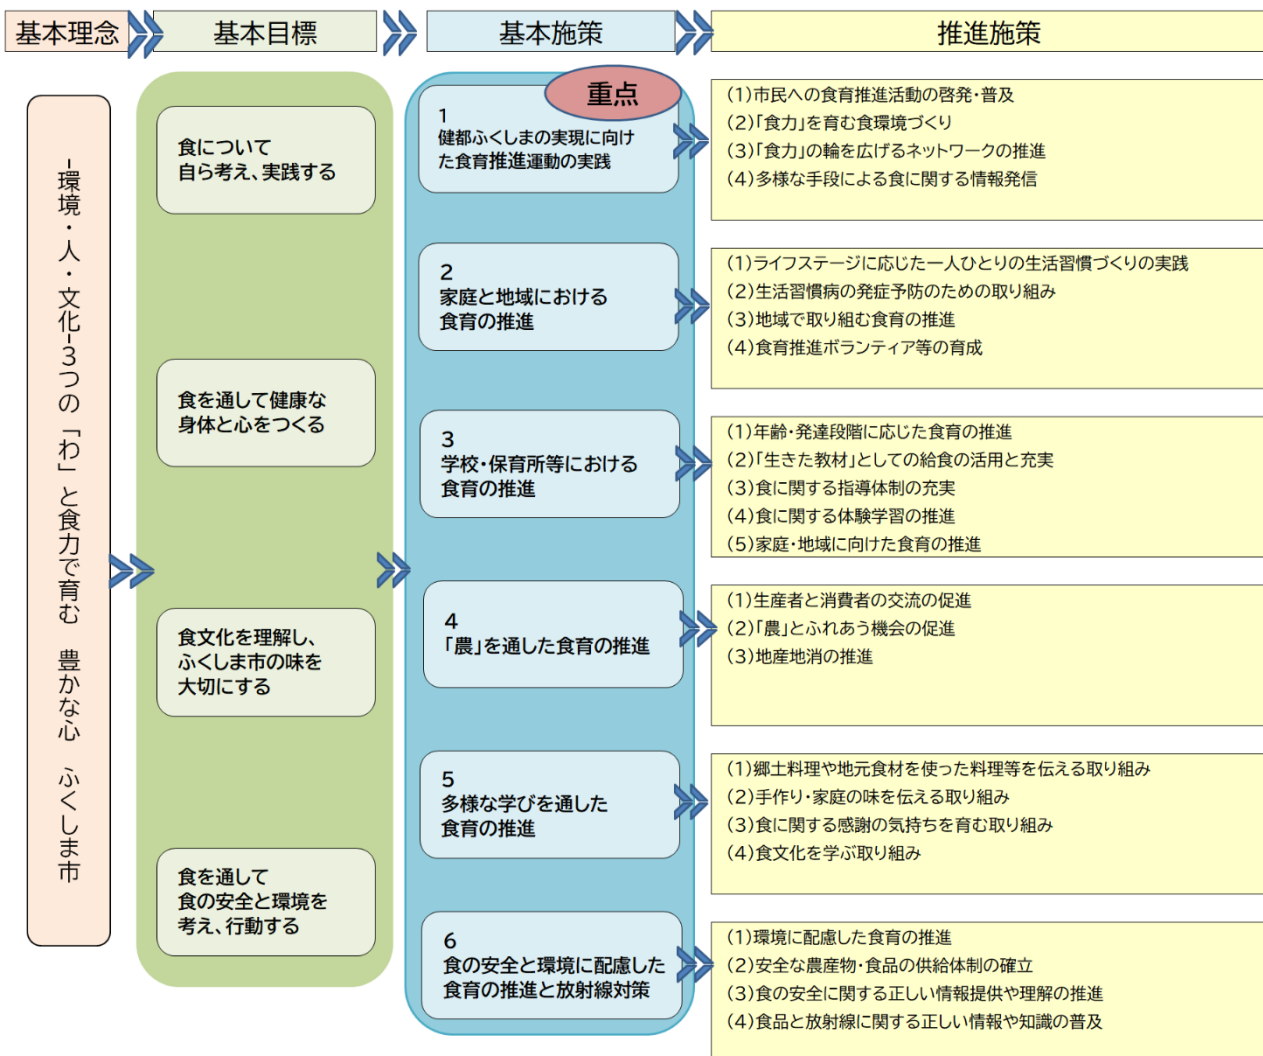 基本理念
基本目標
基本施策
推進施策
-環境・人・文化-3つの「わ」と食力で育む　豊かな心　ふくしま市
食について
自ら考え、実践する
食を通して健康な
身体と心をつくる
食文化を理解し、
ふくしま市の味を
大切にする
食を通して
食の安全と環境を
考え、行動する
重点
1
健都ふくしまの実現に向け
た食育推進運動の実践
(1)市民への食育推進活動の啓発・普及
(2)「食力」を育む食環境づくり
(3)「食力」の輪を広げるネットワークの推進
(4)多様な手段による食に関する情報発信
2
家庭と地域における
食育の推進
(1)ライフステージに応じた一人ひとりの生活習慣づくりの実践
(2)生活習慣病の発症予防のための取り組み
(3)地域で取り組む食育の推進
(4)食育推進ボランティア等の育成
3
学校・保育所等における
食育の推進
(1)年齢・発達段階に応じた食育の推進
(2)「生きた教材」としての給食の活用と充実
(3)食に関する指導体制の充実
(4)食に関する体験学習の推進
(5)家庭・地域に向けた食育の推進
4
「農」を通した食育の推進
(1)生産者と消費者の交流の促進
(2)「農」とふれあう機会の促進
(3)地産地消の推進
5
多様な学びを通した
食育の推進
(1)郷土料理や地元食材を使った料理等を伝える取り組み
(2)手作り・家庭の味を伝える取り組み
(3)食に関する感謝の気持ちを育む取り組み
(4)食文化を学ぶ取り組み
6
食の安全と環境に配慮した
食育の推進と放射線対策
(1)環境に配慮した食育の推進
(2)安全な農産物・食品の供給体制の確立
(3)食の安全に関する正しい情報提供や理解の推進
(4)食品と放射線に関する正しい情報や知識の普及